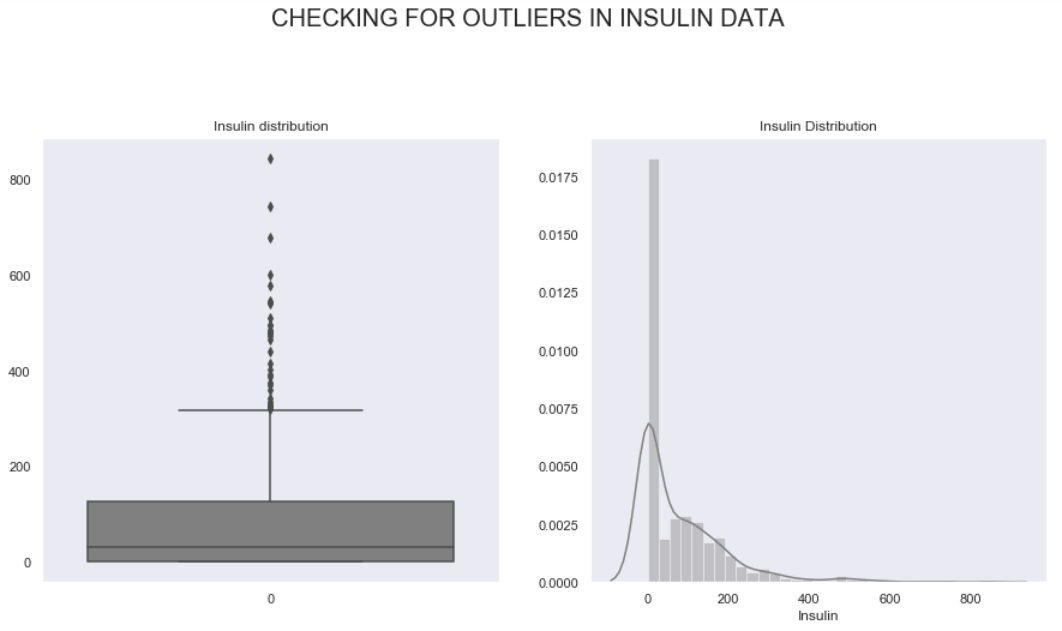 CHECKING FOR OUTLIERS IN INSULIN DATA
Insulin distribution
800
600
400
200
0
0
Insulin Distribution
0.0175
0.0150
0.0125
0.0100
0.0075
0.0050
0.0025
0.0000
0 200 400 600 800
Insulin